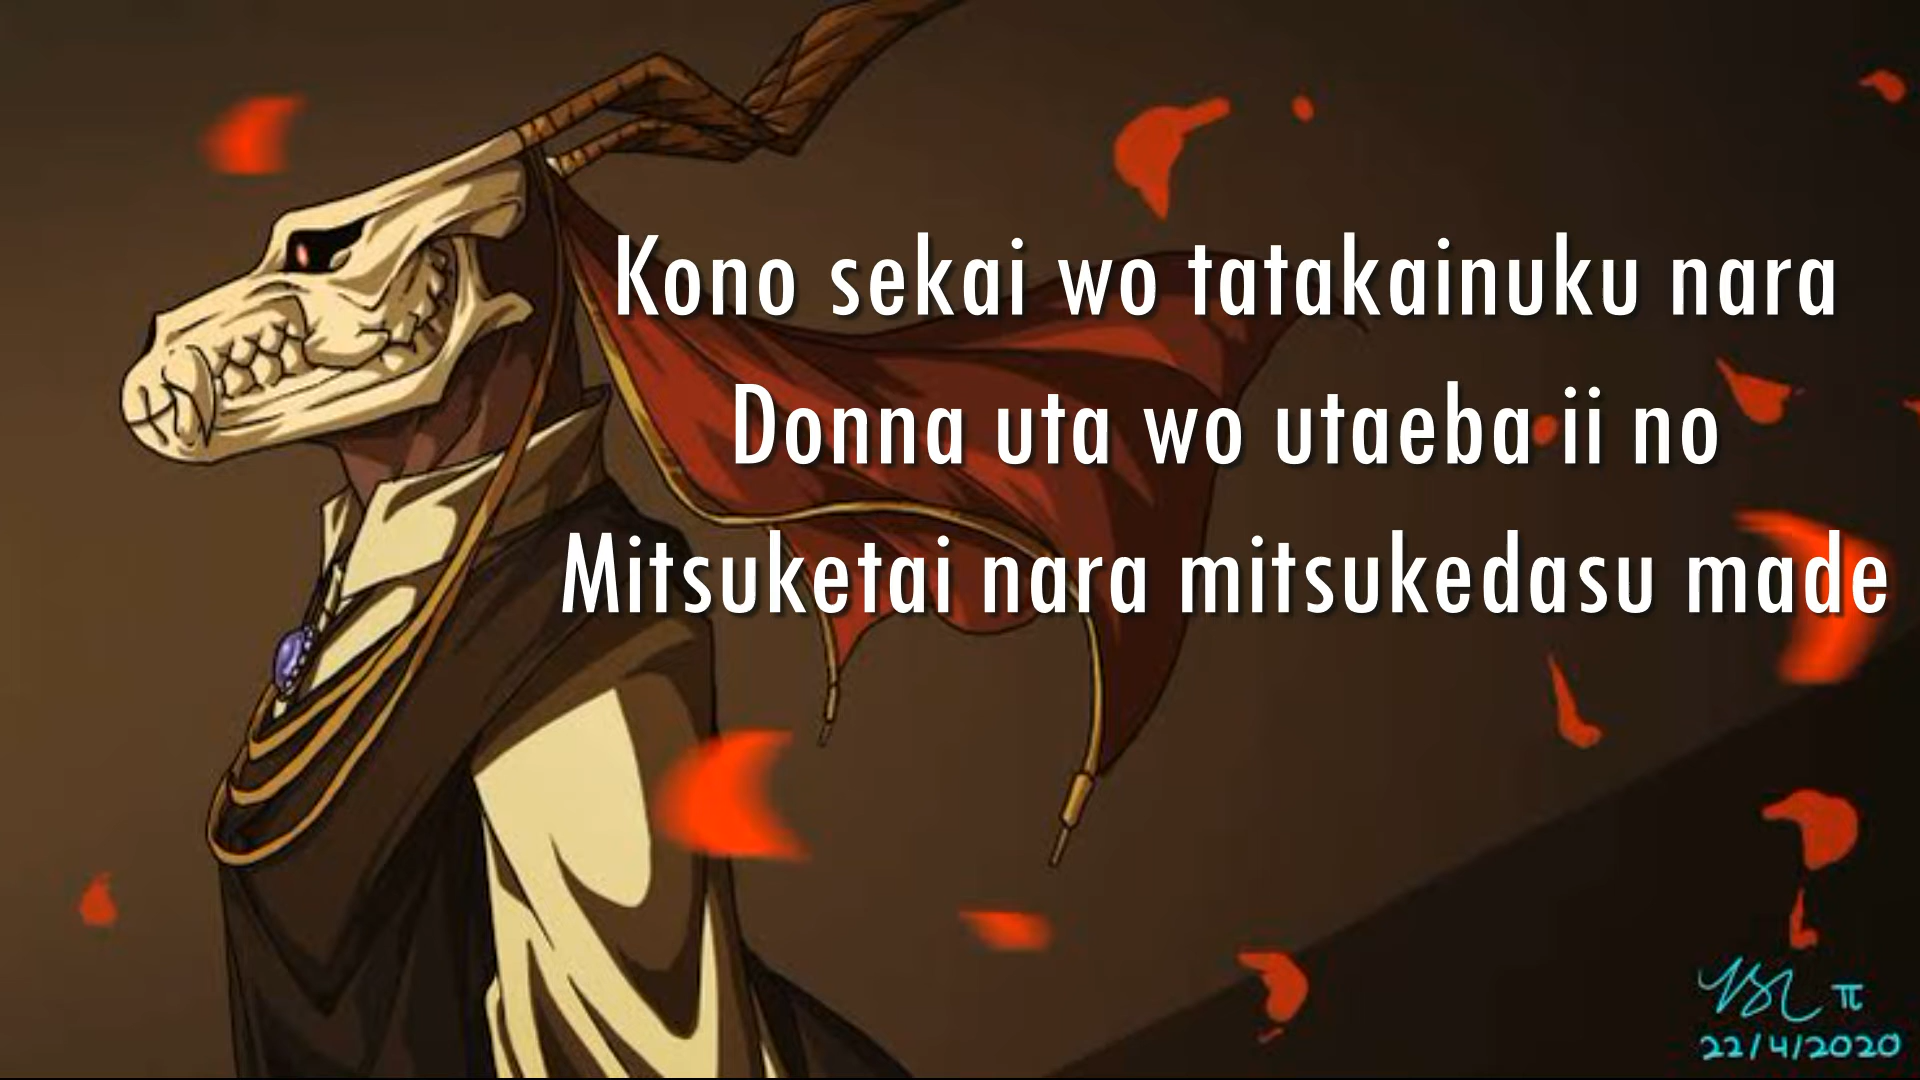 Kono sekai wo tatakainuku nara
Donna uta wo utaeba ii no
Mitsuketai nara mitsukedasu made
π
22/4/2020